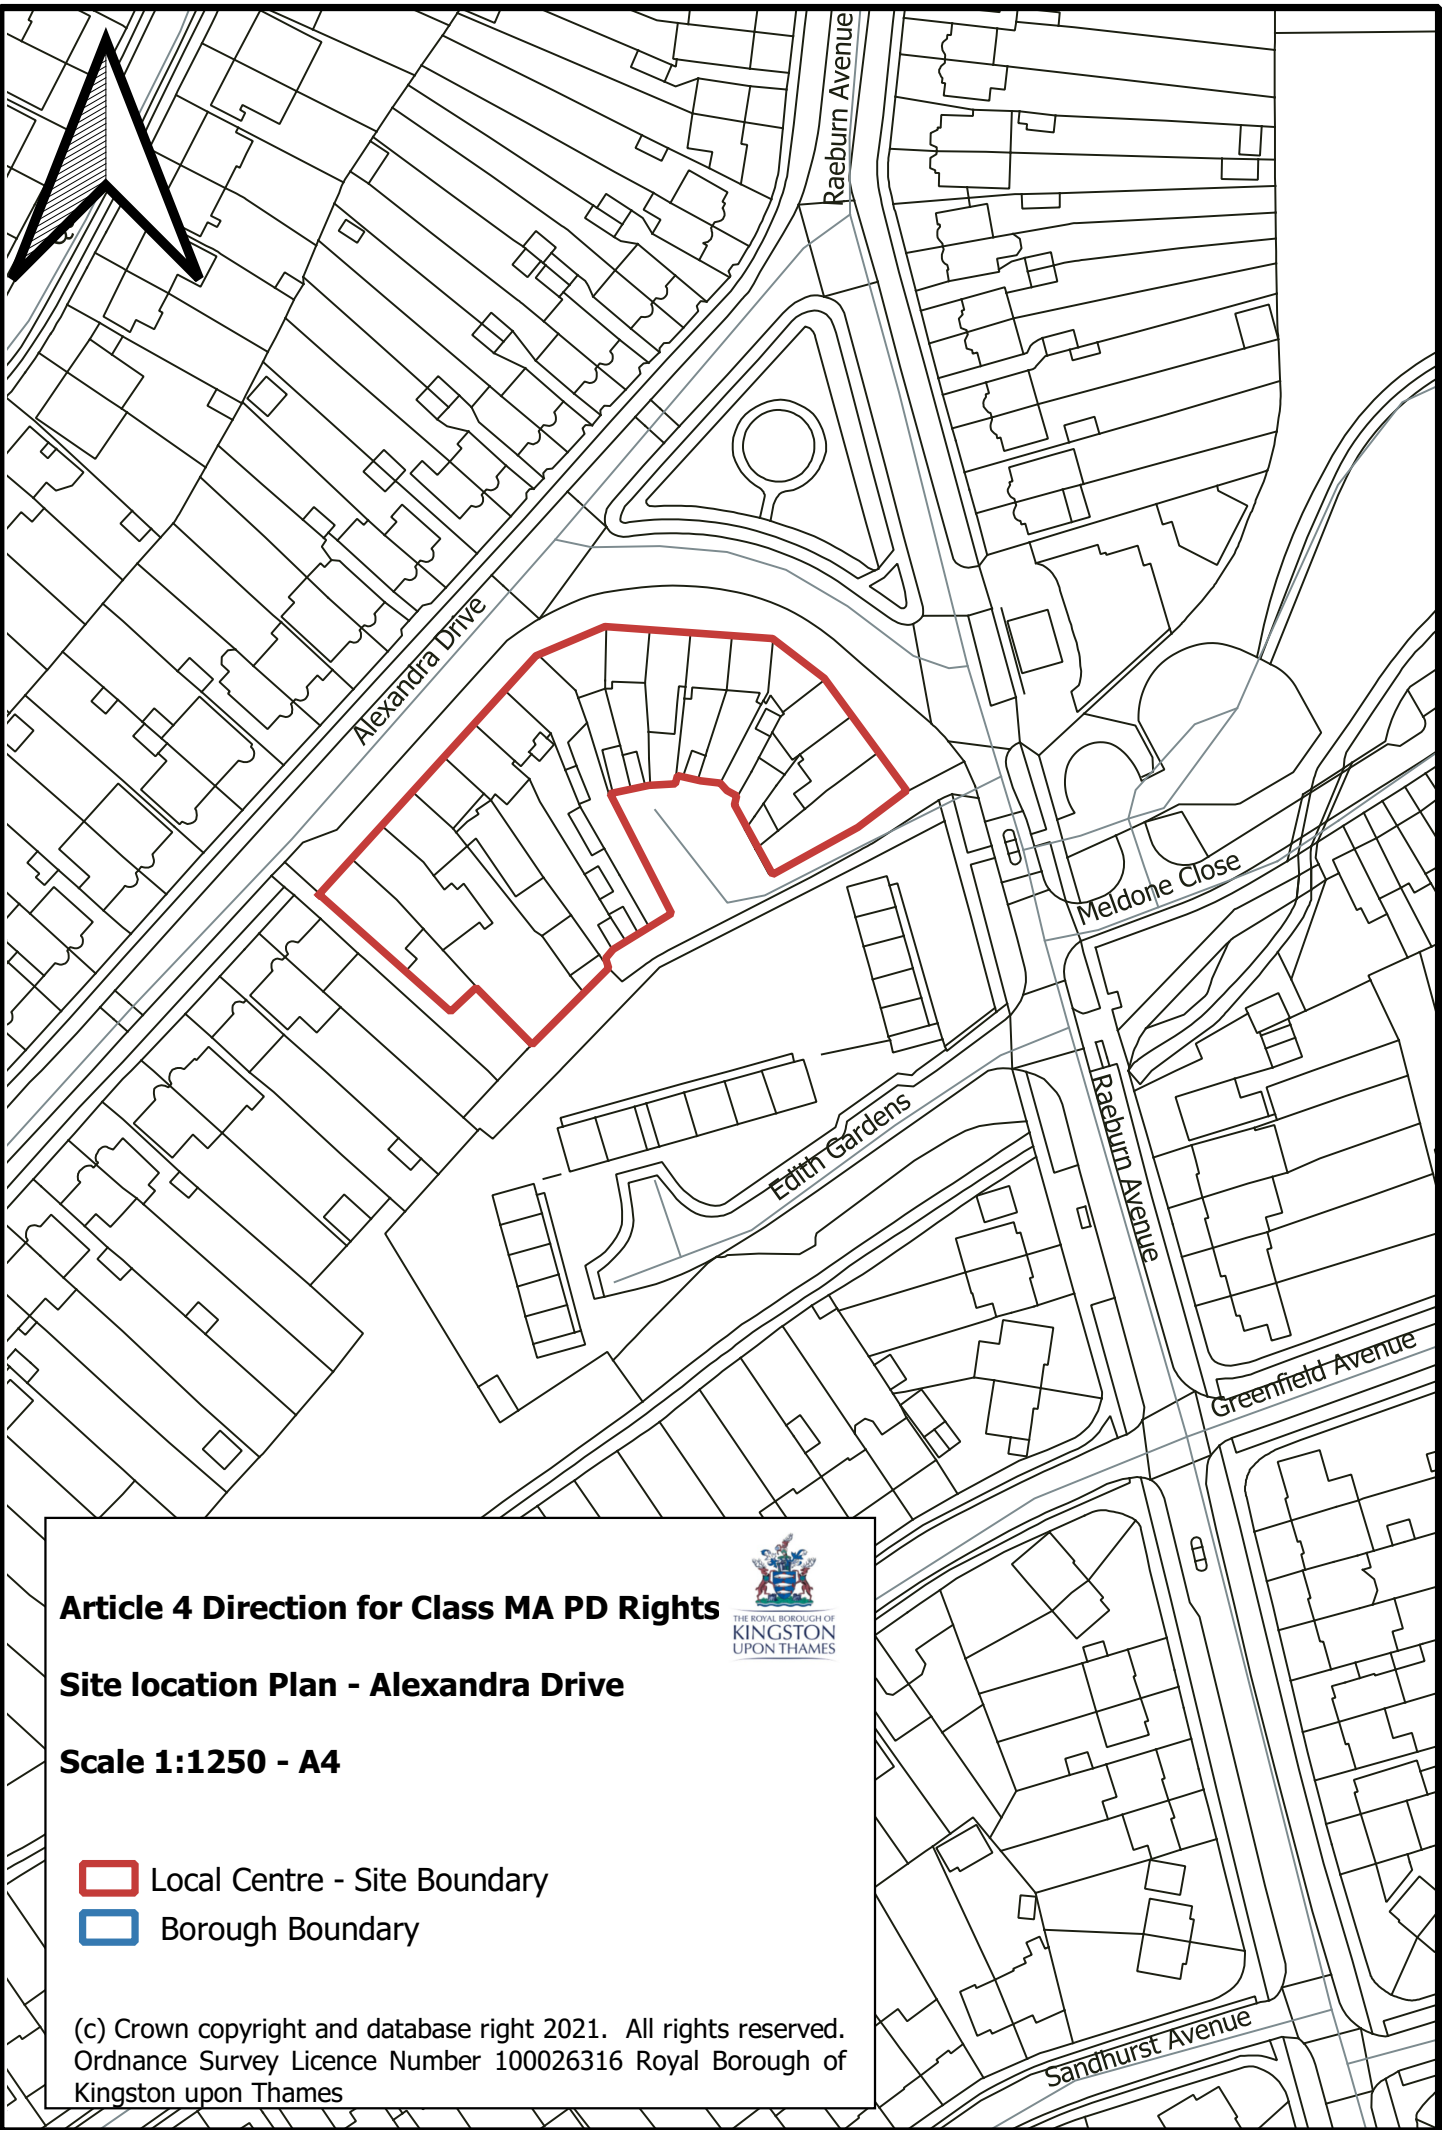 Raeburn Avenue
Alexandra Drive
Meldone Close
Edith Gardens
Raeburn Avenue
Greenfield Avenue
Sandhurst Avenue
Article 4 Direction for Class MA PD Rights
THE ROYAL BOROUGH OF
KINGSTON
UPON THAMES
Site location Plan - Alexandra Drive
Scale 1:1250 - A4
Local Centre - Site Boundary
Borough Boundary
(c) Crown copyright and database right 2021. All rights reserved.
Ordnance Survey Licence Number 100026316 Royal Borough of
Kingston upon Thames